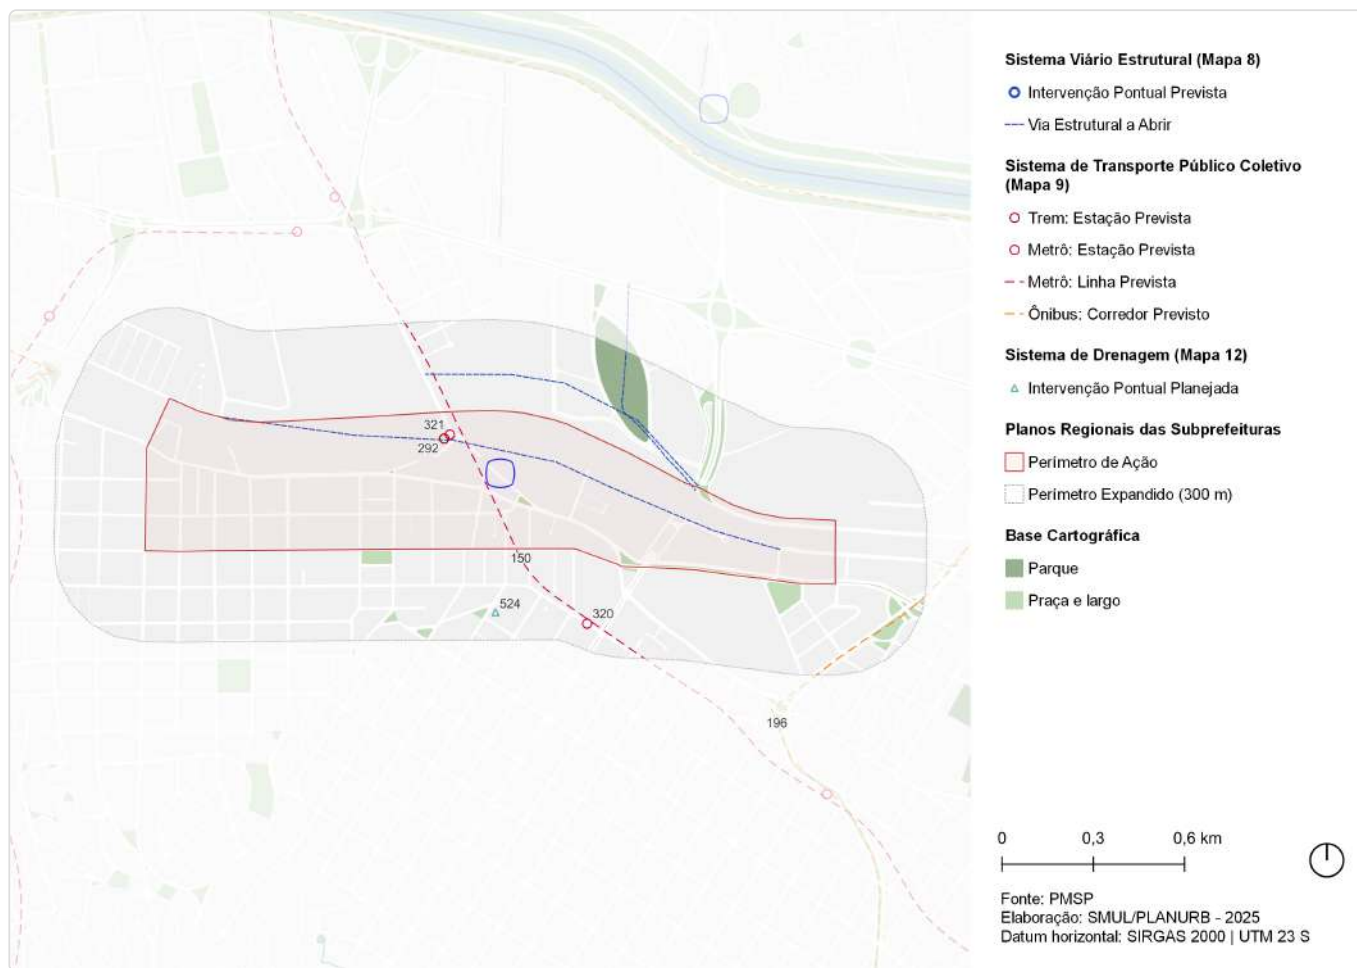 Sistema Viário Estrutural (Mapa 8)
Intervenção Pontual Prevista
Via Estrutural a Abrir
Sistema de Transporte Público Coletivo
(Mapa 9)
Trem: Estação Prevista
Metrô: Estação Prevista
Metrô: Linha Prevista
Ônibus: Corredor Previsto
Sistema de Drenagem (Mapa 12)
Intervenção Pontual Planejada
Planos Regionais das Subprefeituras
Perímetro de Ação
Perímetro Expandido (300 m)
Base Cartográfica
Parque
Praça e largo
321
292
150
524
320
196
0 0,3 0,6 km
Fonte: PMSP
Elaboração: SMUL/PLANURB - 2025
Datum horizontal: SIRGAS 2000 | UTM 23 S